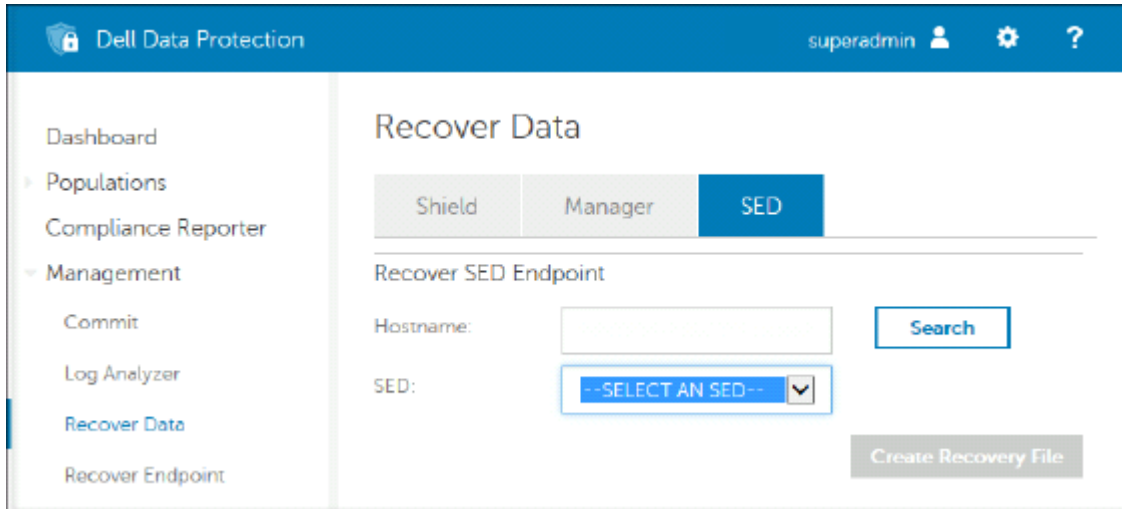 Dell Data Protection
superadmin
?
Dashboard
Populations
Compliance Reporter
Management
Commit
Log Analyzer
Recover Data
Recover Endpoint
Recover Data
Shield
Manager
SED
Recover SED Endpoint
Hostname:
Search
SED:
--SELECT AN SED--
Create Recovery File